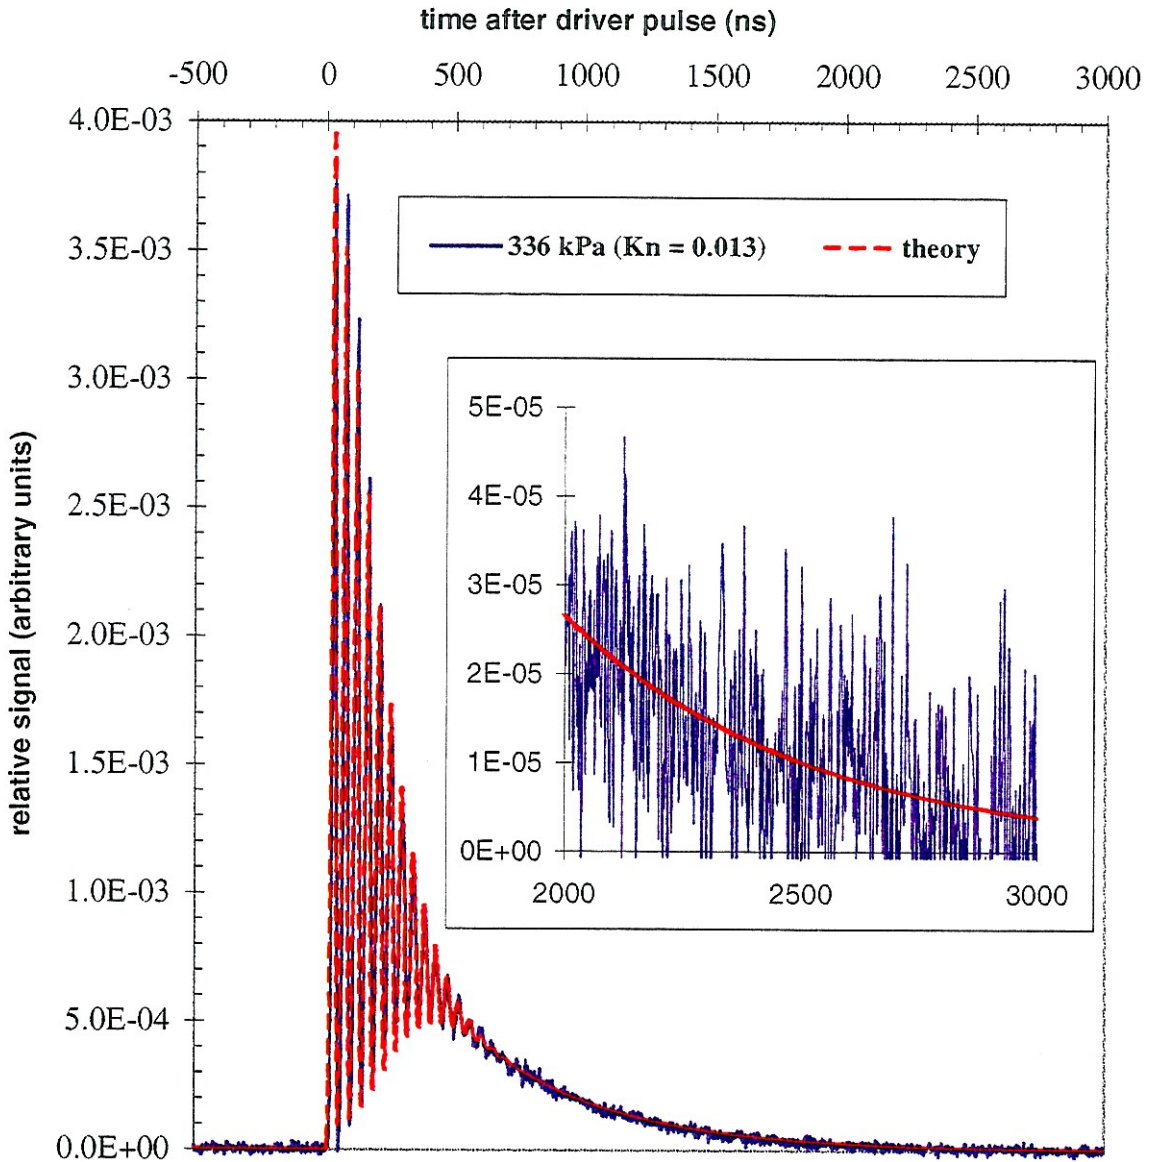 time after driver pulse (ns)
-500 0 500 1000 1500 2000 2500 3000
4.0E-03
336 kPa (Kn = 0.013) theory
3.5E-03
3.0E-03
2.5E-03
2.0E-03
1.5E-03
1.0E-03
5.0E-04
0.0E+00
relative signal (arbitrary units)
5E-05
4E-05
3E-05
2E-05
1E-05
0E+00
2000 2500 3000